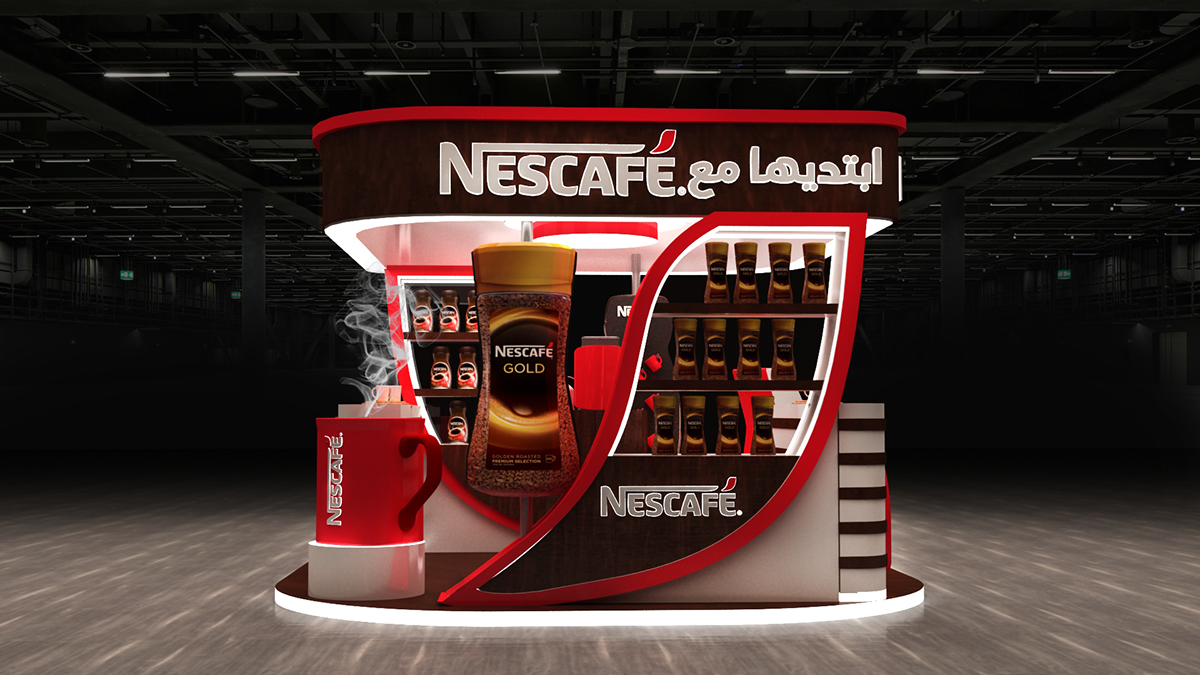 ابتديها مع NESCAFÉ.
NESCAFÉ
GOLD
GOLDEN ROASTED
PREMIUM SELECTION
NESCAFÉ.
NESCAFÉ.